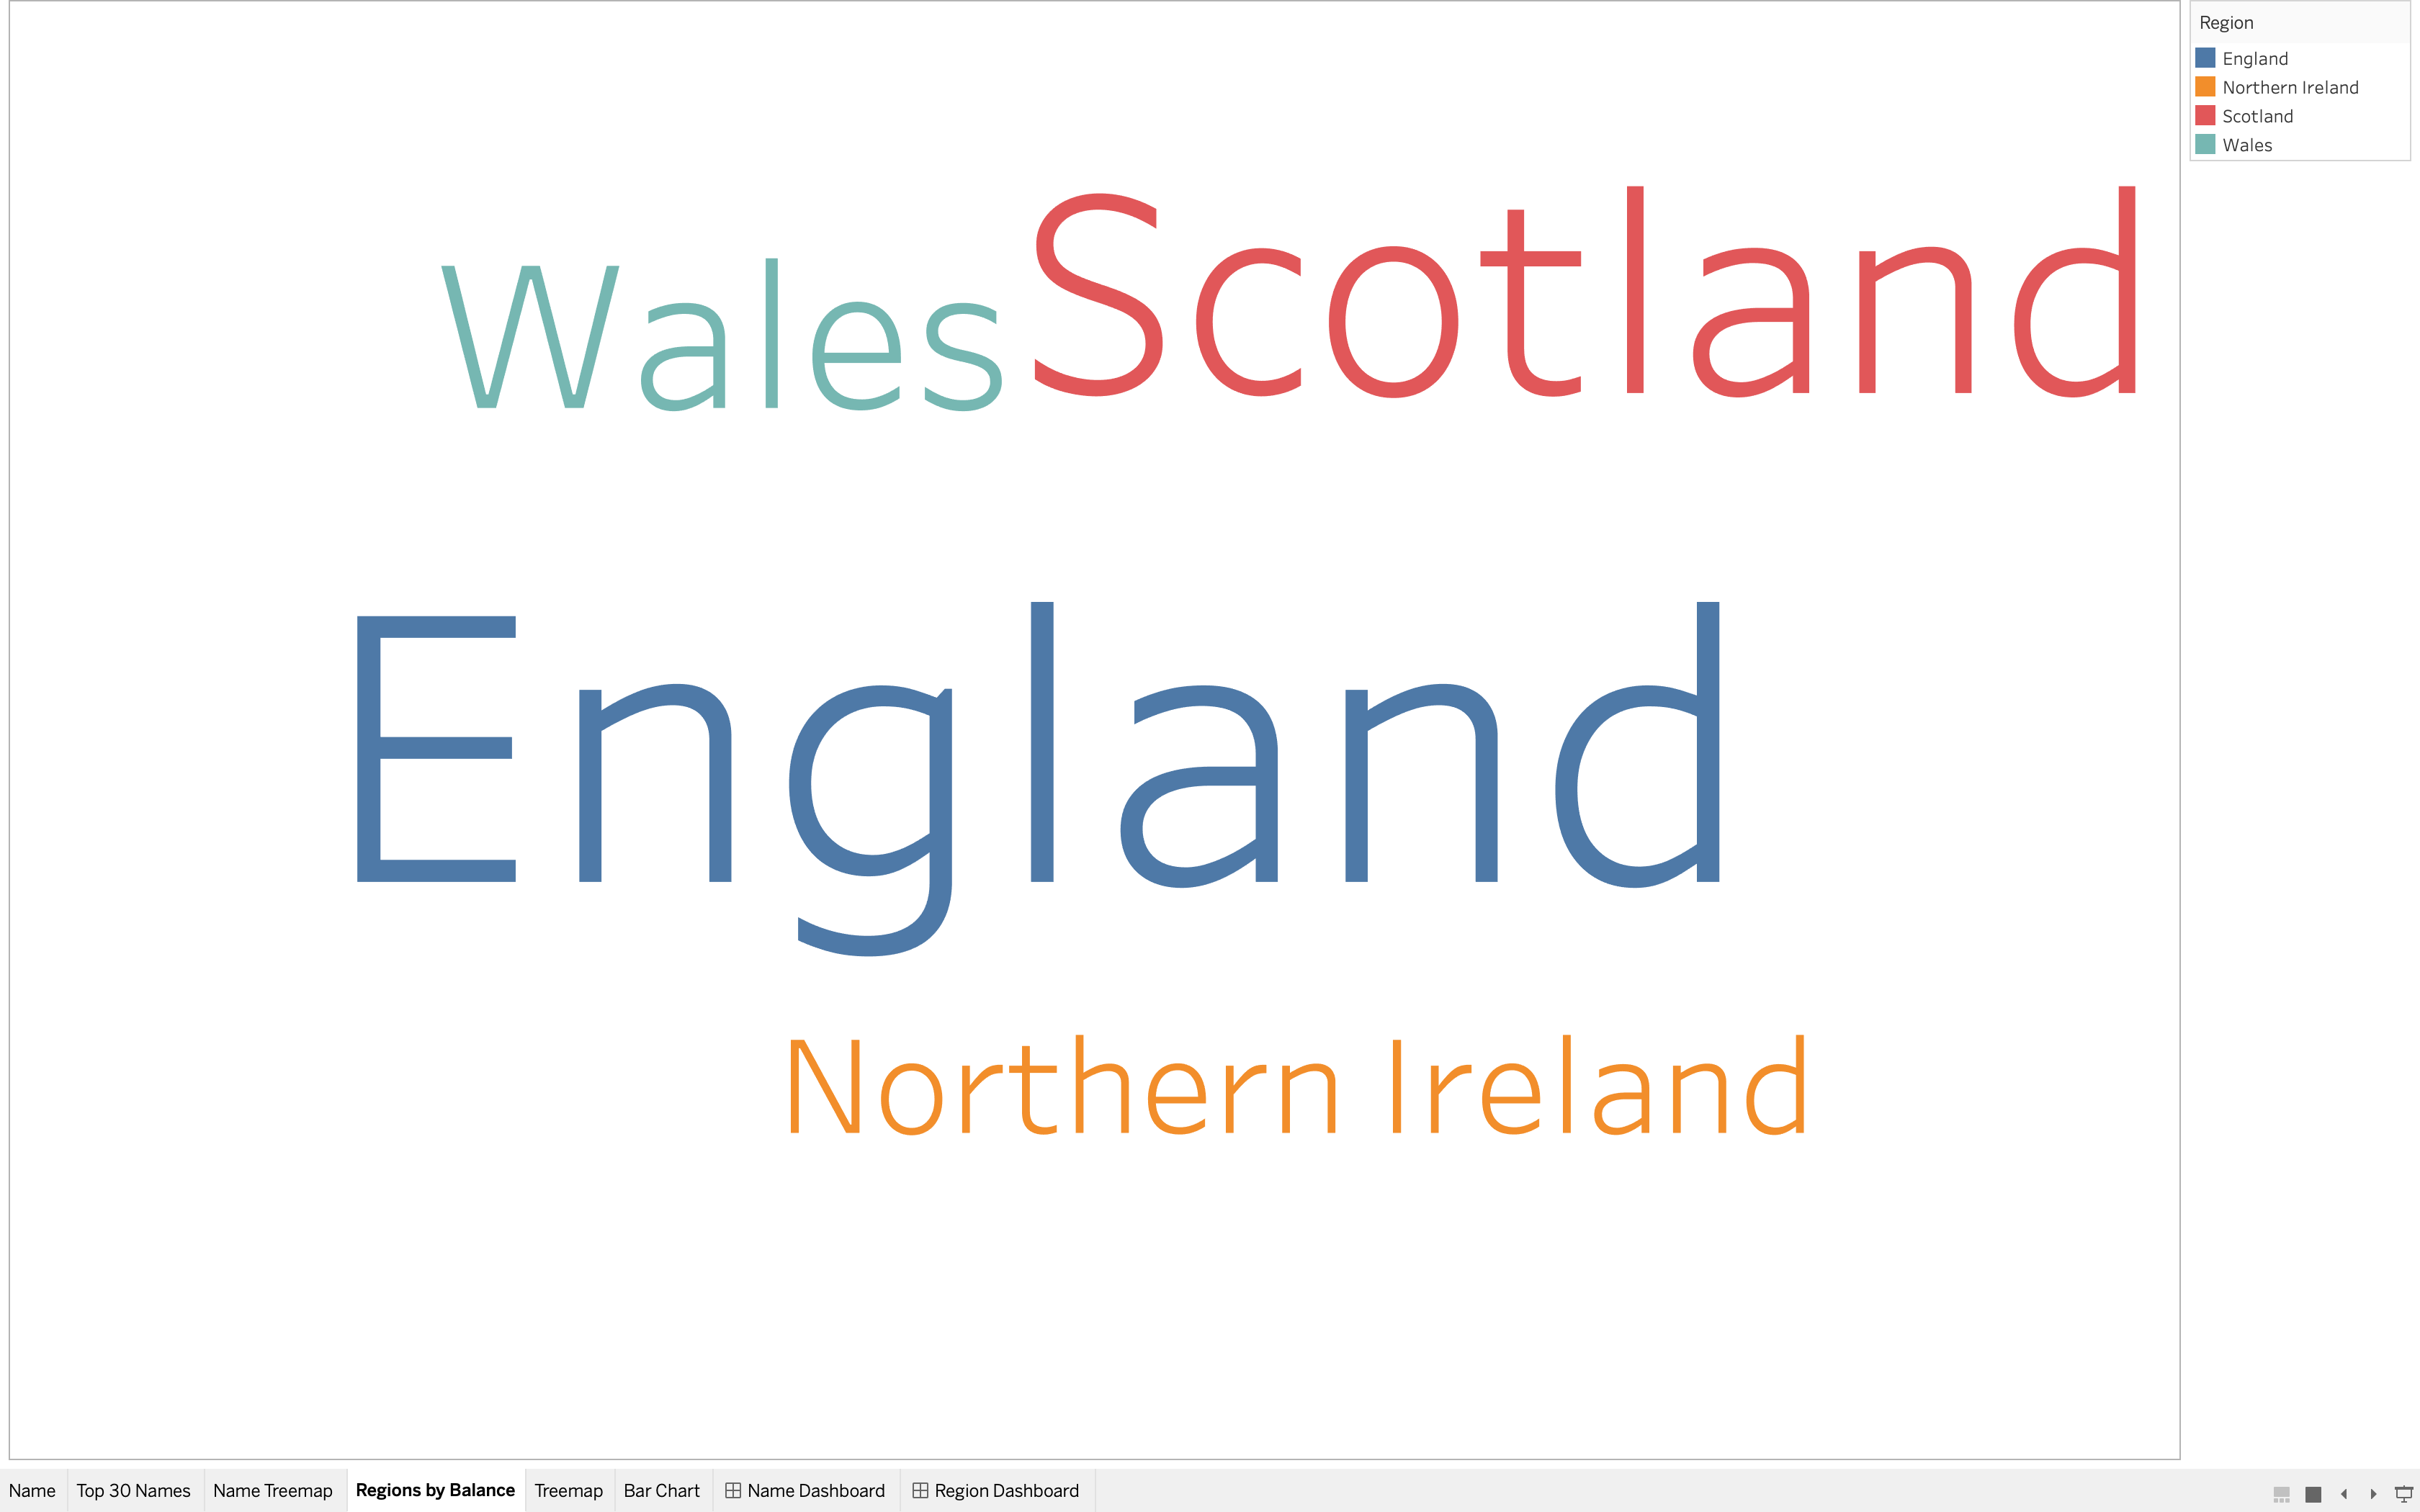 Region
England
Northern Ireland
Scotland
Wales
Wales Scotland
England
Northern Ireland
Name Top 30 Names Name Treemap Regions by Balance Treemap Bar Chart Name Dashboard Region Dashboard